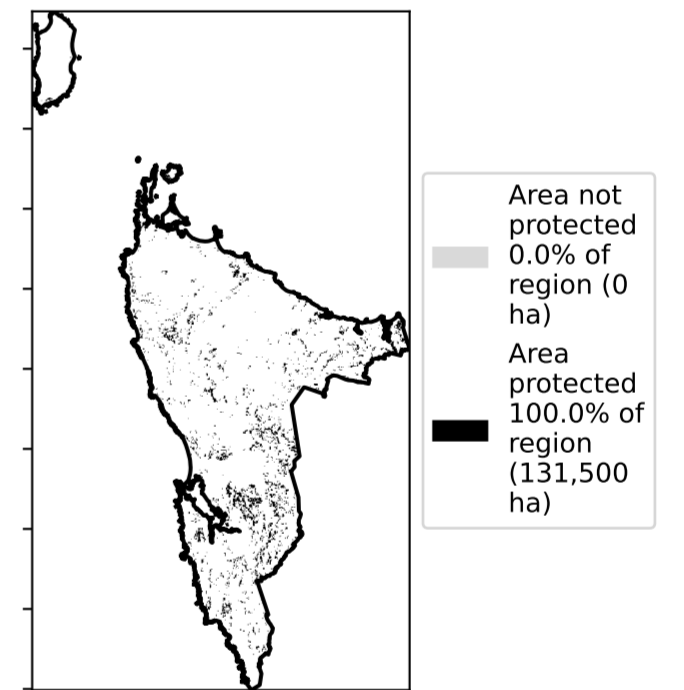 Area not
protected
0.0% of
region (0
ha)
Area
protected
100.0% of
region
(131,500
ha)